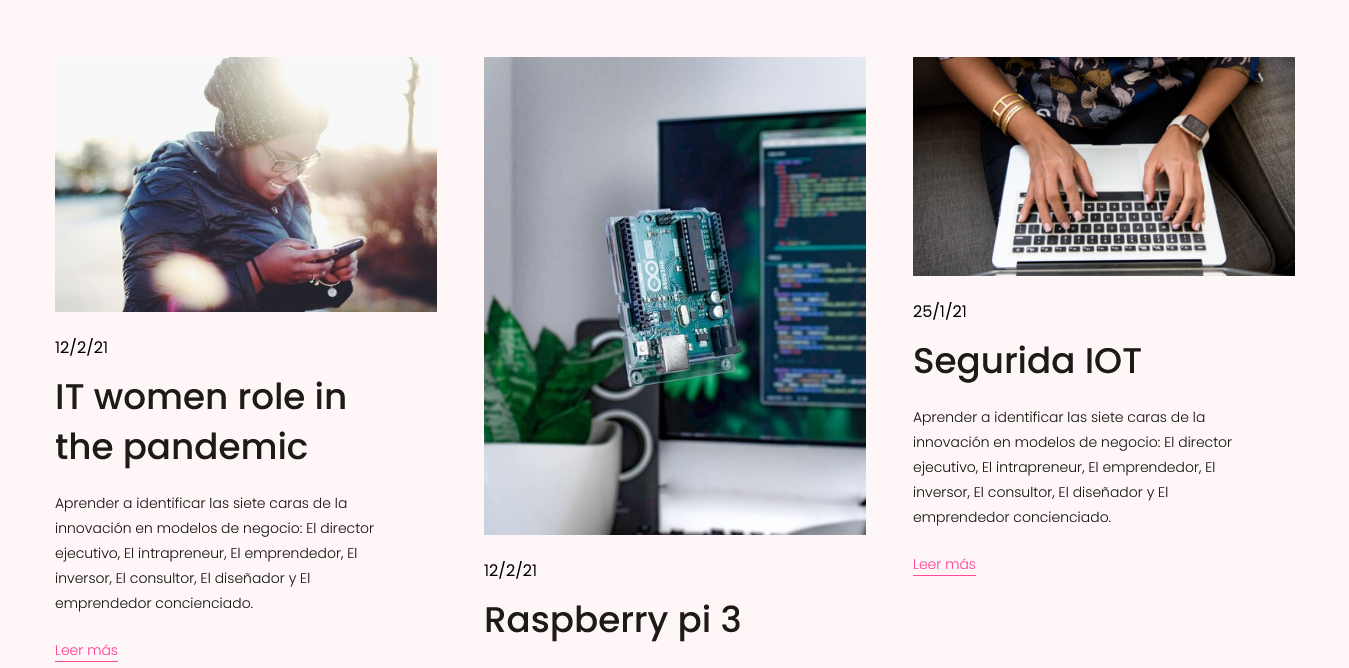 12/2/21
IT women role in
the pandemic
Aprender a identificar las siete caras de la
innovación en modelos de negocio: El director
ejecutivo, El intrapreneur, El emprendedor, El
inversor, El consultor, El diseñador y El
emprendedor concienciado.
Leer más
ARDUINO
12/2/21
Raspberry pi 3
25/1/21
Segurida IOT
Aprender a identificar las siete caras de la
innovación en modelos de negocio: El director
ejecutivo, El intrapreneur, El emprendedor, El
inversor, El consultor, El diseñador y El
emprendedor concienciado.
Leer más